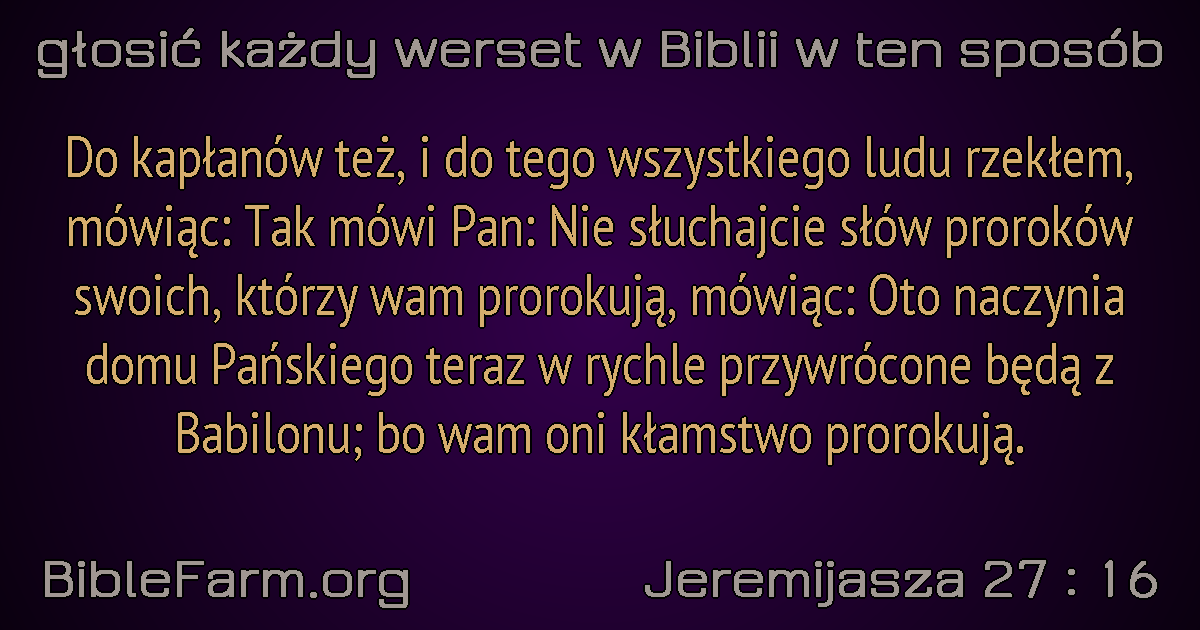 głosić każdy werset w Biblii w ten sposób
Do kapłanów też, i do tego wszystkiego ludu rzekłem,
mówiąc: Tak mówi Pan: Nie słuchajcie słów proroków
swoich, którzy wam prorokują, mówiąc: Oto naczynia
domu Pańskiego teraz w rychle przywrócone będą z
Babilonu; bo wam oni kłamstwo prorokują.
BibleFarm.org
Jeremijasza 27 : 16